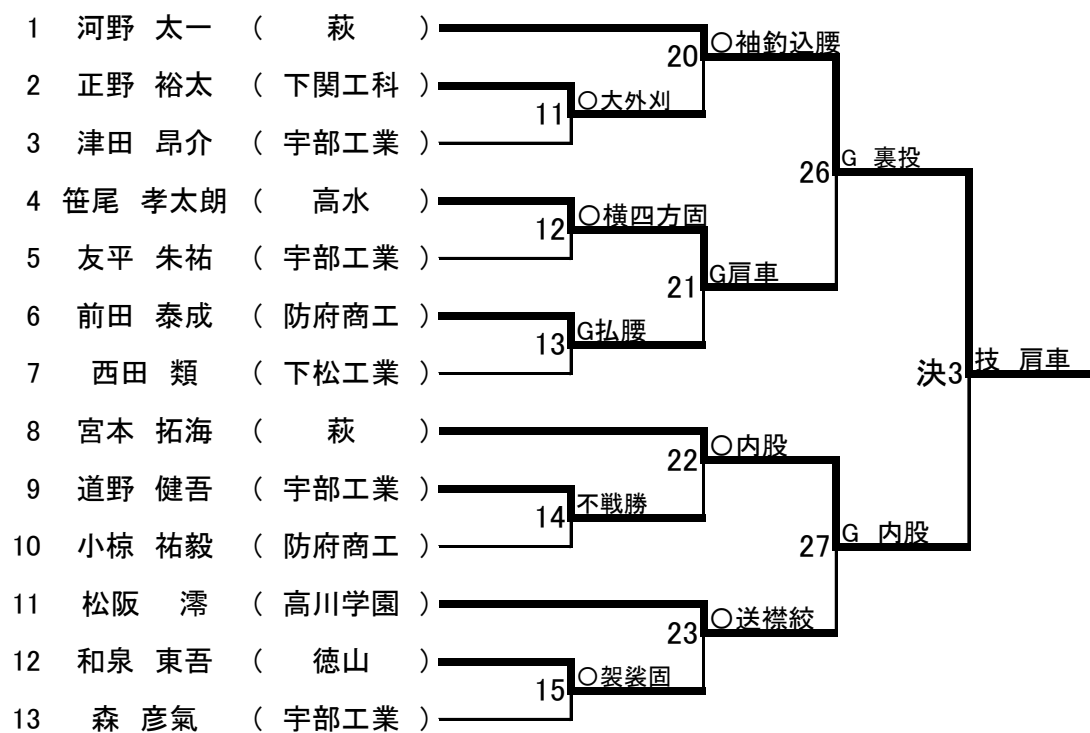 1 河野 太一 （ 萩 ）
20 〇袖釣込腰
2 正野 裕太 （ 下関工科 ）
11 〇大外刈
3 津田 昂介 （ 宇部工業 ）
26 G 裏投
4 笹尾 孝太朗 （ 高水 ）
12 〇横四方固
5 友平 朱祐 （ 宇部工業 ）
21 G肩車
6 前田 泰成 （ 防府商工 ）
13 G払腰
7 西田 類 （ 下松工業 ）
決3 技 肩車
8 宮本 拓海 （ 萩 ）
22 〇内股
9 道野 健吾 （ 宇部工業 ）
14 不戦勝
10 小椋 祐毅 （ 防府商工 ）
27 G 内股
11 松阪 澪 （ 高川学園 ）
23 〇送襟絞
12 和泉 東吾 （ 徳山 ）
15 〇袈裟固
13 森 彦氣 （ 宇部工業 ）